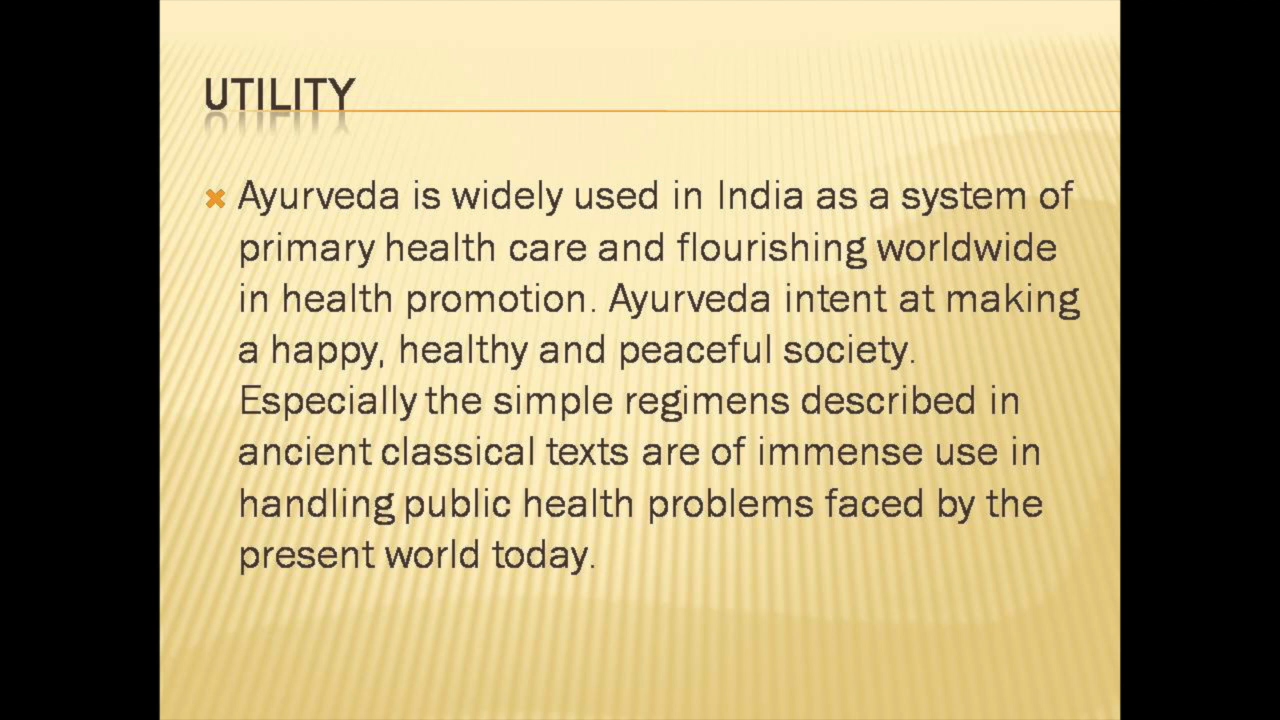 UTILITY
Ayurveda is widely used in India as a system of
primary health care and flourishing worldwide
in health promotion. Ayurveda intent at making
a happy, healthy and peaceful society.
Especially the simple regimens described in
ancient classical texts are of immense use in
handling public health problems faced by the
present world today.